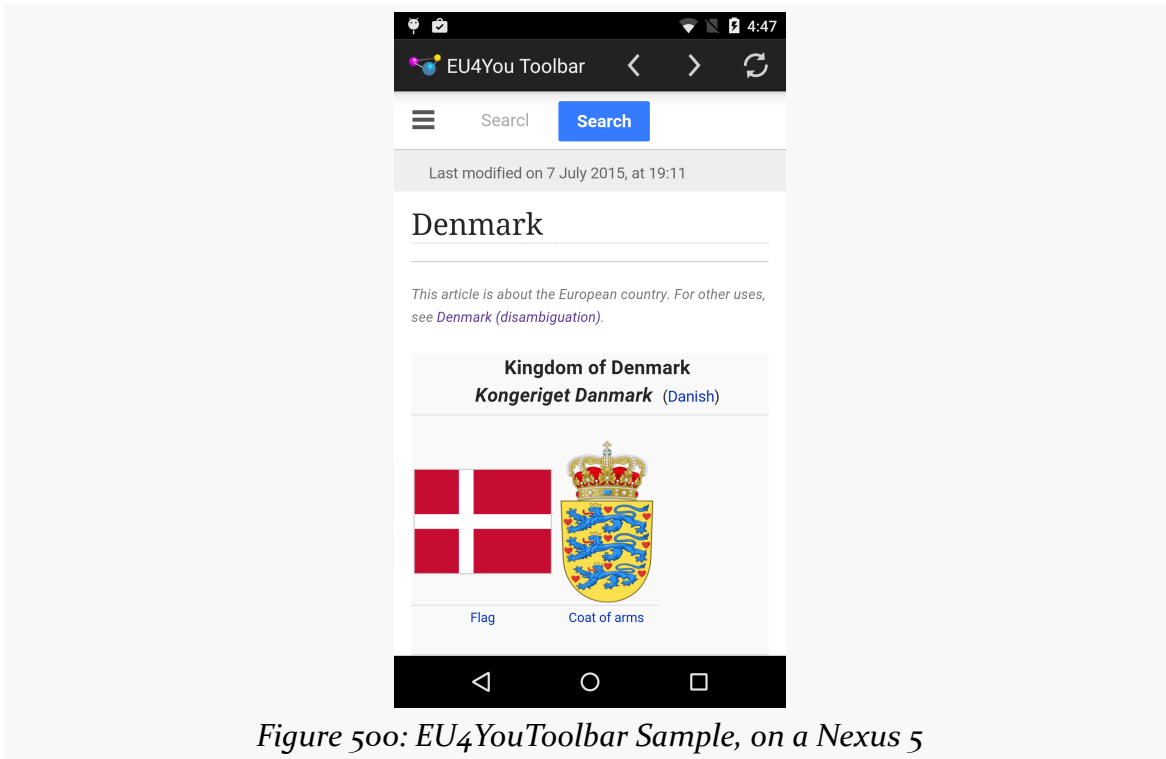 4:47
EU4You Toolbar
Searcl
Search
Last modified on 7 July 2015, at 19:11
Denmark
This article is about the European country. For other uses,
see Denmark (disambiguation).
Kingdom of Denmark
Kongeriget Danmark (Danish)
Flag
Coat of arms
Figure 500: EU4YouToolbar Sample, on a Nexus 5